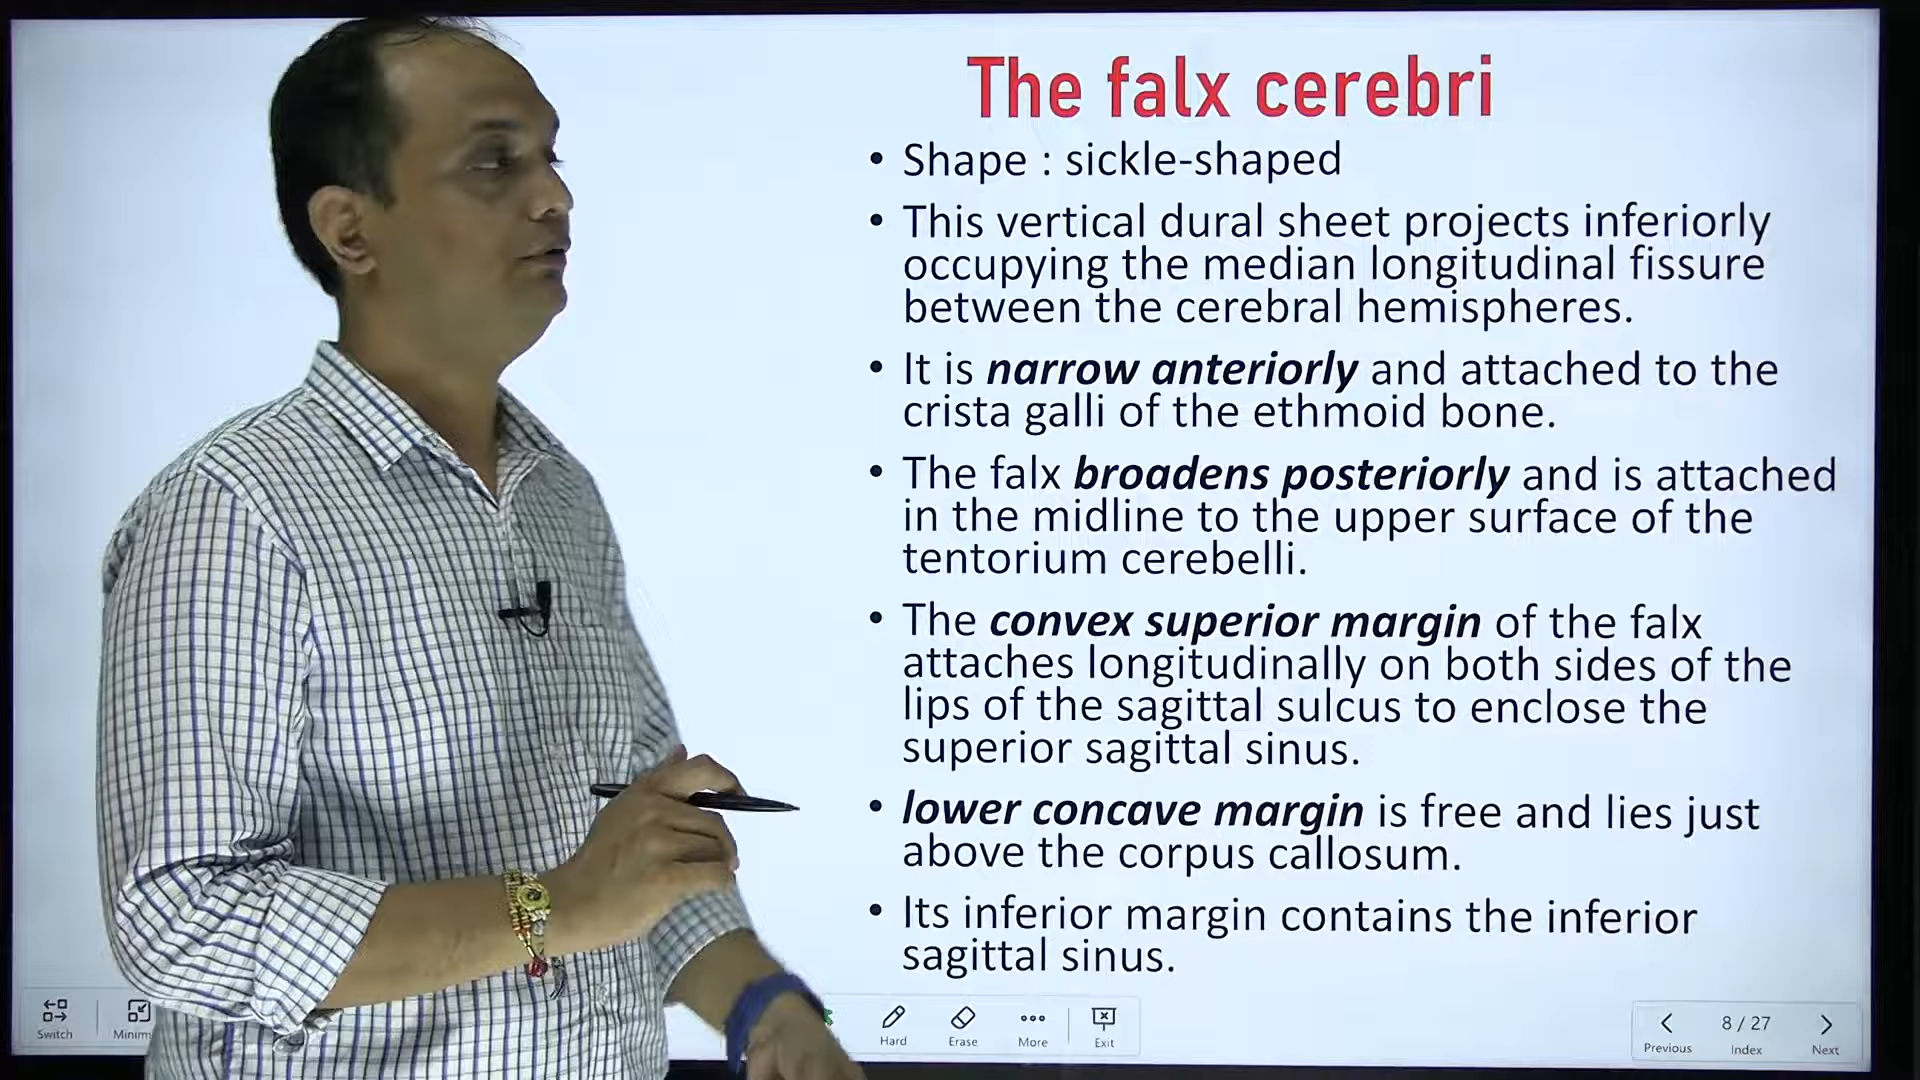 The falx cerebri
• Shape : sickle-shaped
• This vertical dural sheet projects inferiorly
occupying the median longitudinal fissure
between the cerebral hemispheres.
• It is narrow anteriorly and attached to the
crista galli of the ethmoid bone.
• The falx broadens posteriorly and is attached
in the midline to the upper surface of the
tentorium cerebelli.
• The convex superior margin of the falx
attaches longitudinally on both sides of the
lips of the sagittal sulcus to enclose the
superior sagittal sinus.
• lower concave margin is free and lies just
above the corpus callosum.
• Its inferior margin contains the inferior
sagittal sinus.
Switch
Hard
Erase
More
Exit
8 / 27
Previous
Index
Next